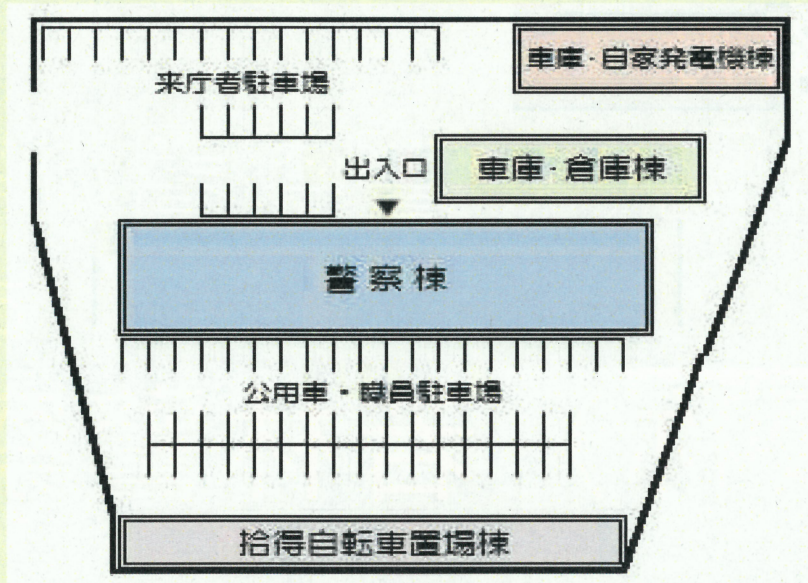 車庫・自家発電機棟
来庁者駐車場
出入口
車庫・倉庫棟
警察棟
公用車・職員駐車場
拾得自転車置場棟